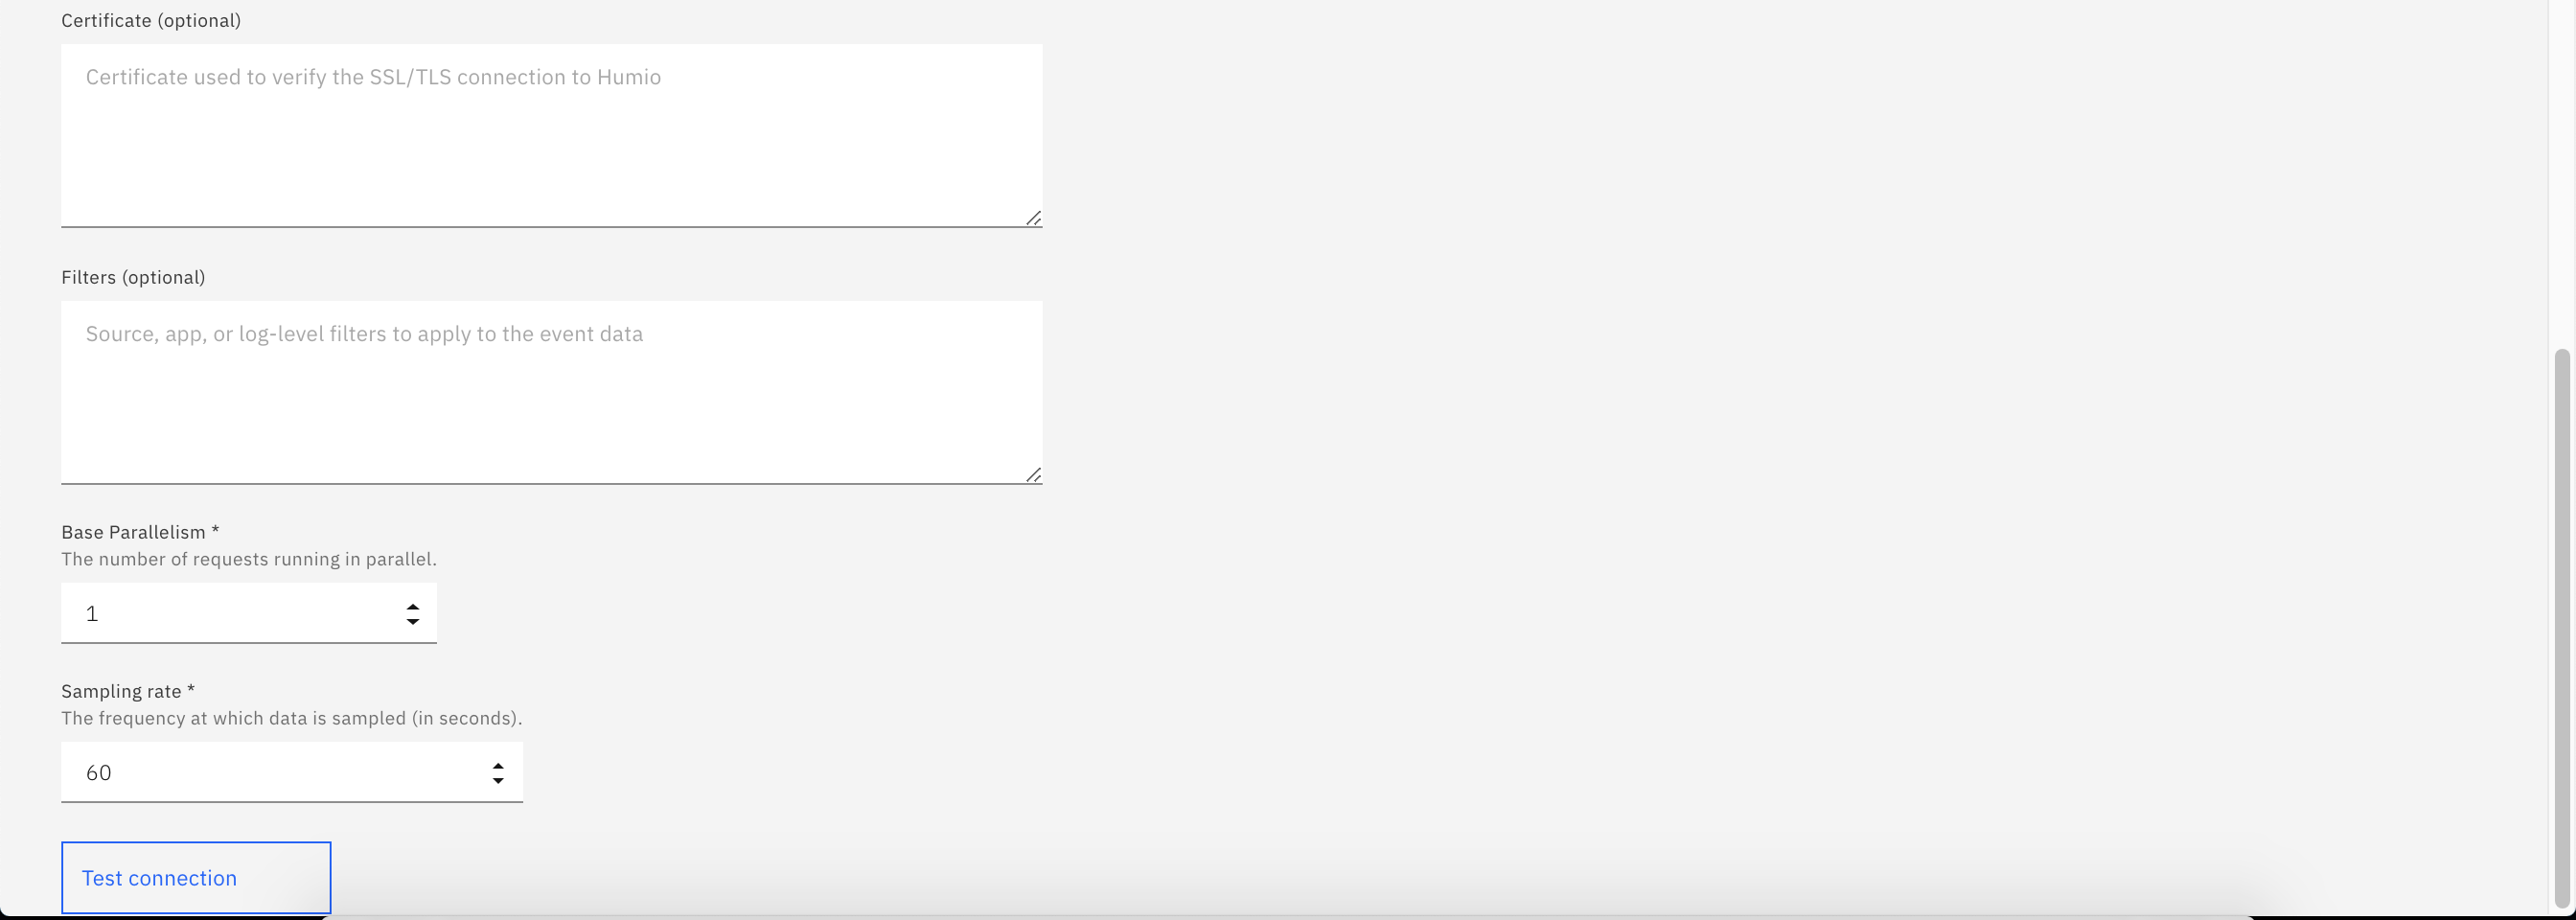 Certificate (optional)
Certificate used to verify the SSL/TLS connection to Humio
Filters (optional)
Source, app, or log-level filters to apply to the event data
Base Parallelism *
The number of requests running in parallel.
1
Sampling rate *
The frequency at which data is sampled (in seconds).
60
Test connection